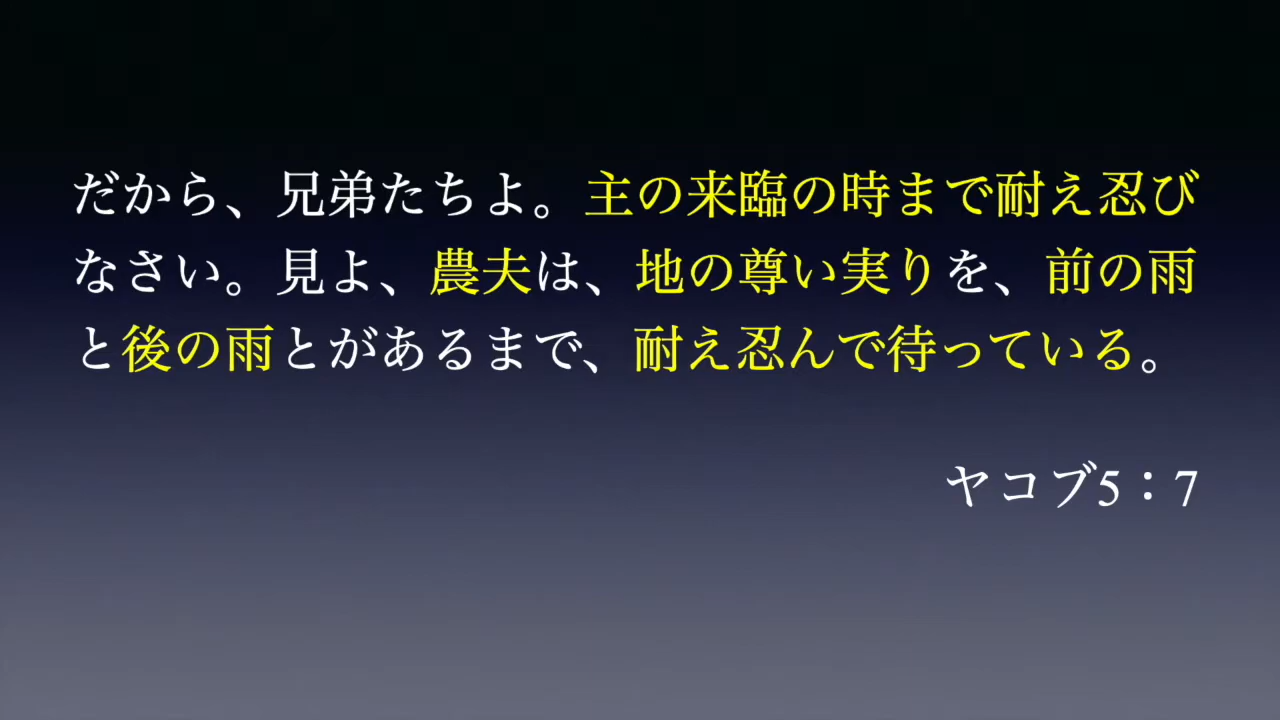 だから、兄弟たちよ。主の来臨の時まで耐え忍び
なさい。見よ、農夫は、地の尊い実りを、前の雨
と後の雨とがあるまで、耐え忍んで待っている。
ヤコブ5：7